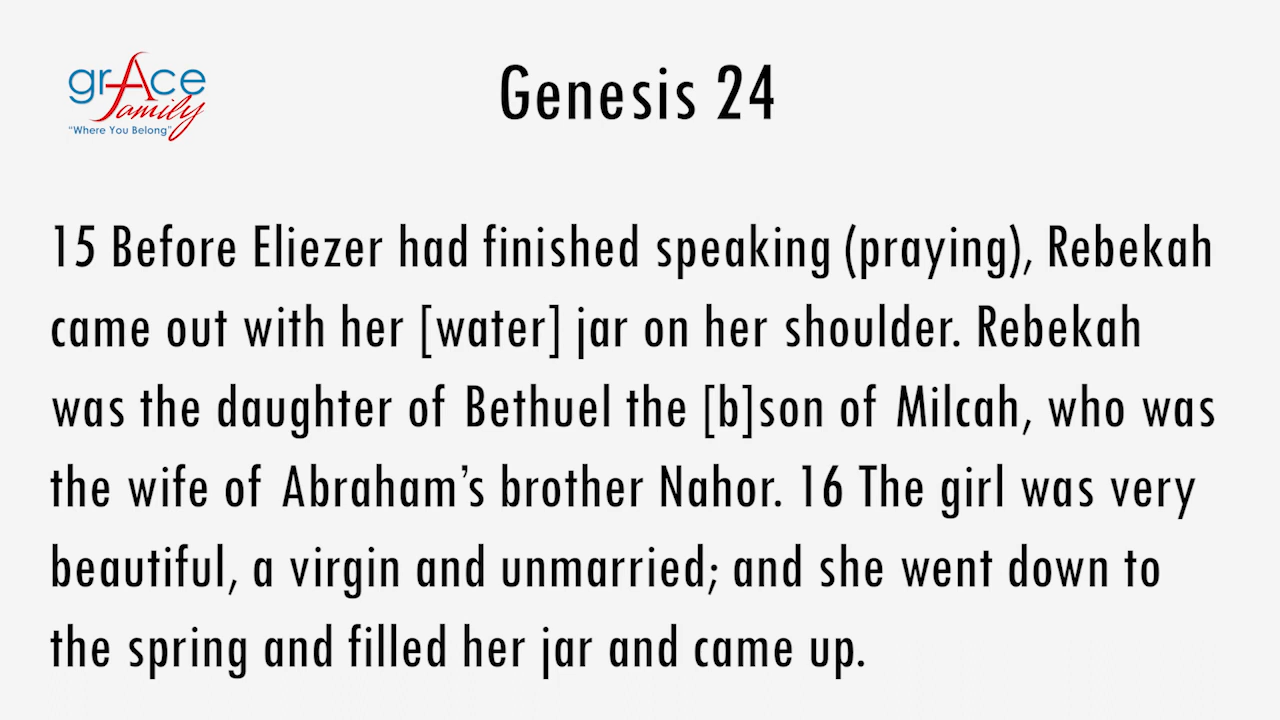 grAce
family
"Where You Belong"
Genesis 24
15 Before Eliezer had finished speaking (praying), Rebekah
came out with her [water] jar on her shoulder. Rebekah
was the daughter of Bethuel the [b]son of Milcah, who was
the wife of Abraham’s brother Nahor. 16 The girl was very
beautiful, a virgin and unmarried; and she went down to
the spring and filled her jar and came up.